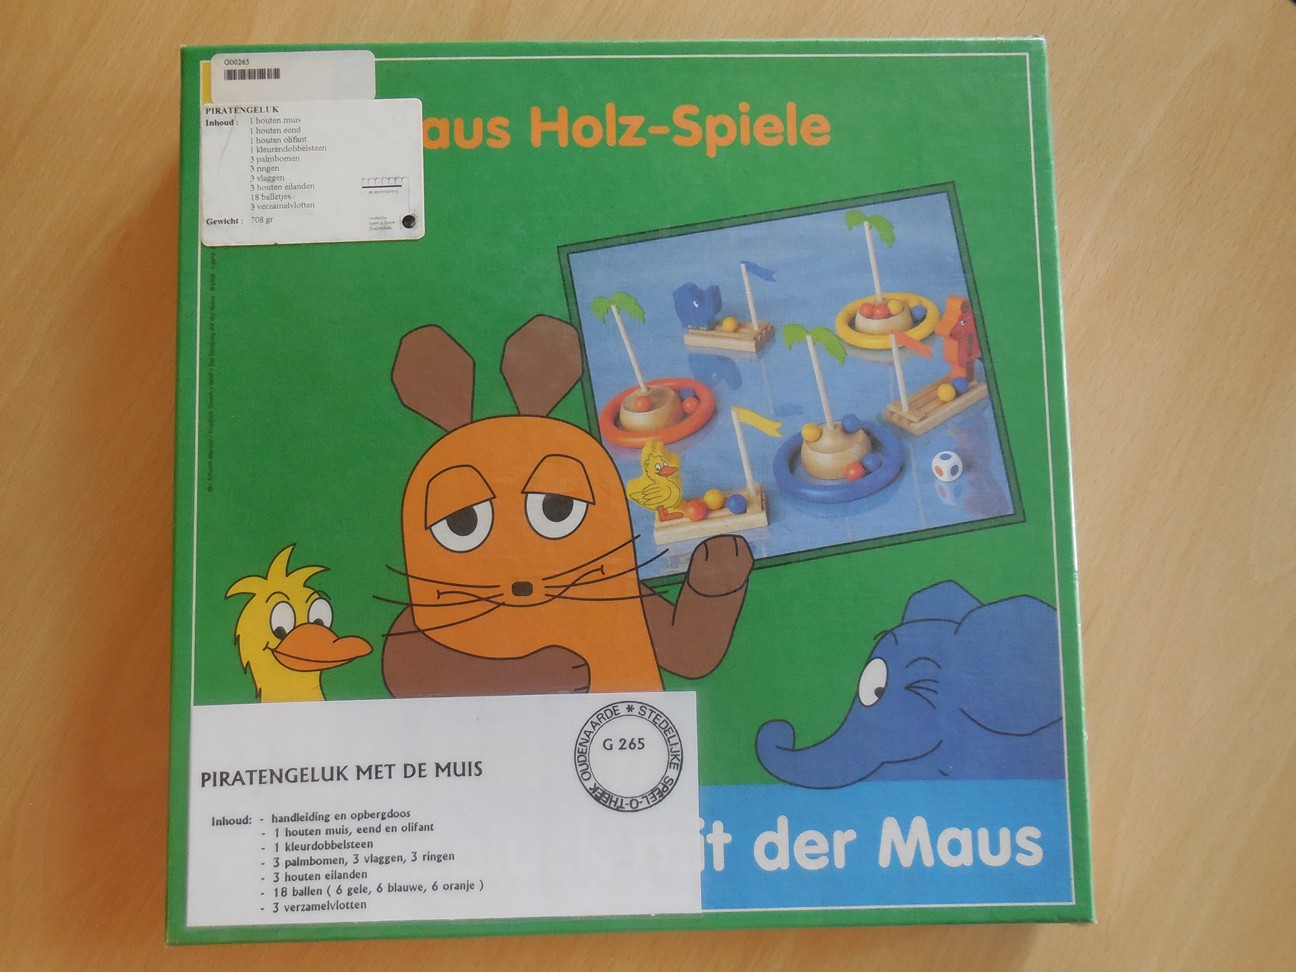 O00265
PIRATENGELUK
Inhoud : 1 houten muis
1 houten eend
1 houten olifant
1 kleurendobbelsteen
3 palmbomen
3 ringen
3 vlaggen
3 houten eilanden
18 balletjes
3 verzamelvlotten
Gewicht : 708 gr
aus Holz-Spiele
OUDENAARDE * STEDELIJKE SPEEL-O-THEEK
G 265
PIRATENGELUK MET DE MUIS
Inhoud: - handleiding en opbergdoos
- 1 houten muis, eend en olifant
- 1 kleurdobbelsteen
- 3 palmbomen, 3 vlaggen, 3 ringen
- 3 houten eilanden
- 18 ballen ( 6 gele, 6 blauwe, 6 oranje )
- 3 verzamelvlotten
it der Maus